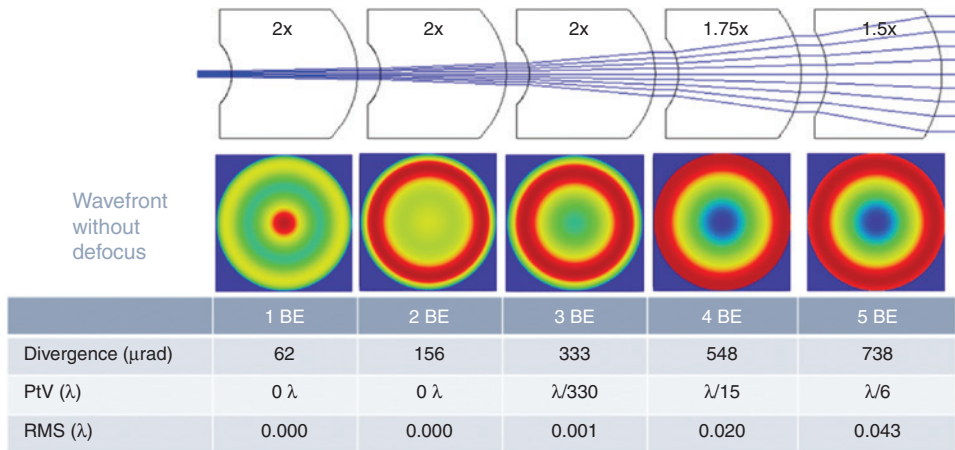 2x 2x 2x 1.75x 1.5x
Wavefront
without
defocus
1 BE 2 BE 3 BE 4 BE 5 BE
Divergence (μrad) 62 156 333 548 738
PtV (λ) 0 λ 0 λ λ/330 λ/15 λ/6
RMS (λ) 0.000 0.000 0.001 0.020 0.043